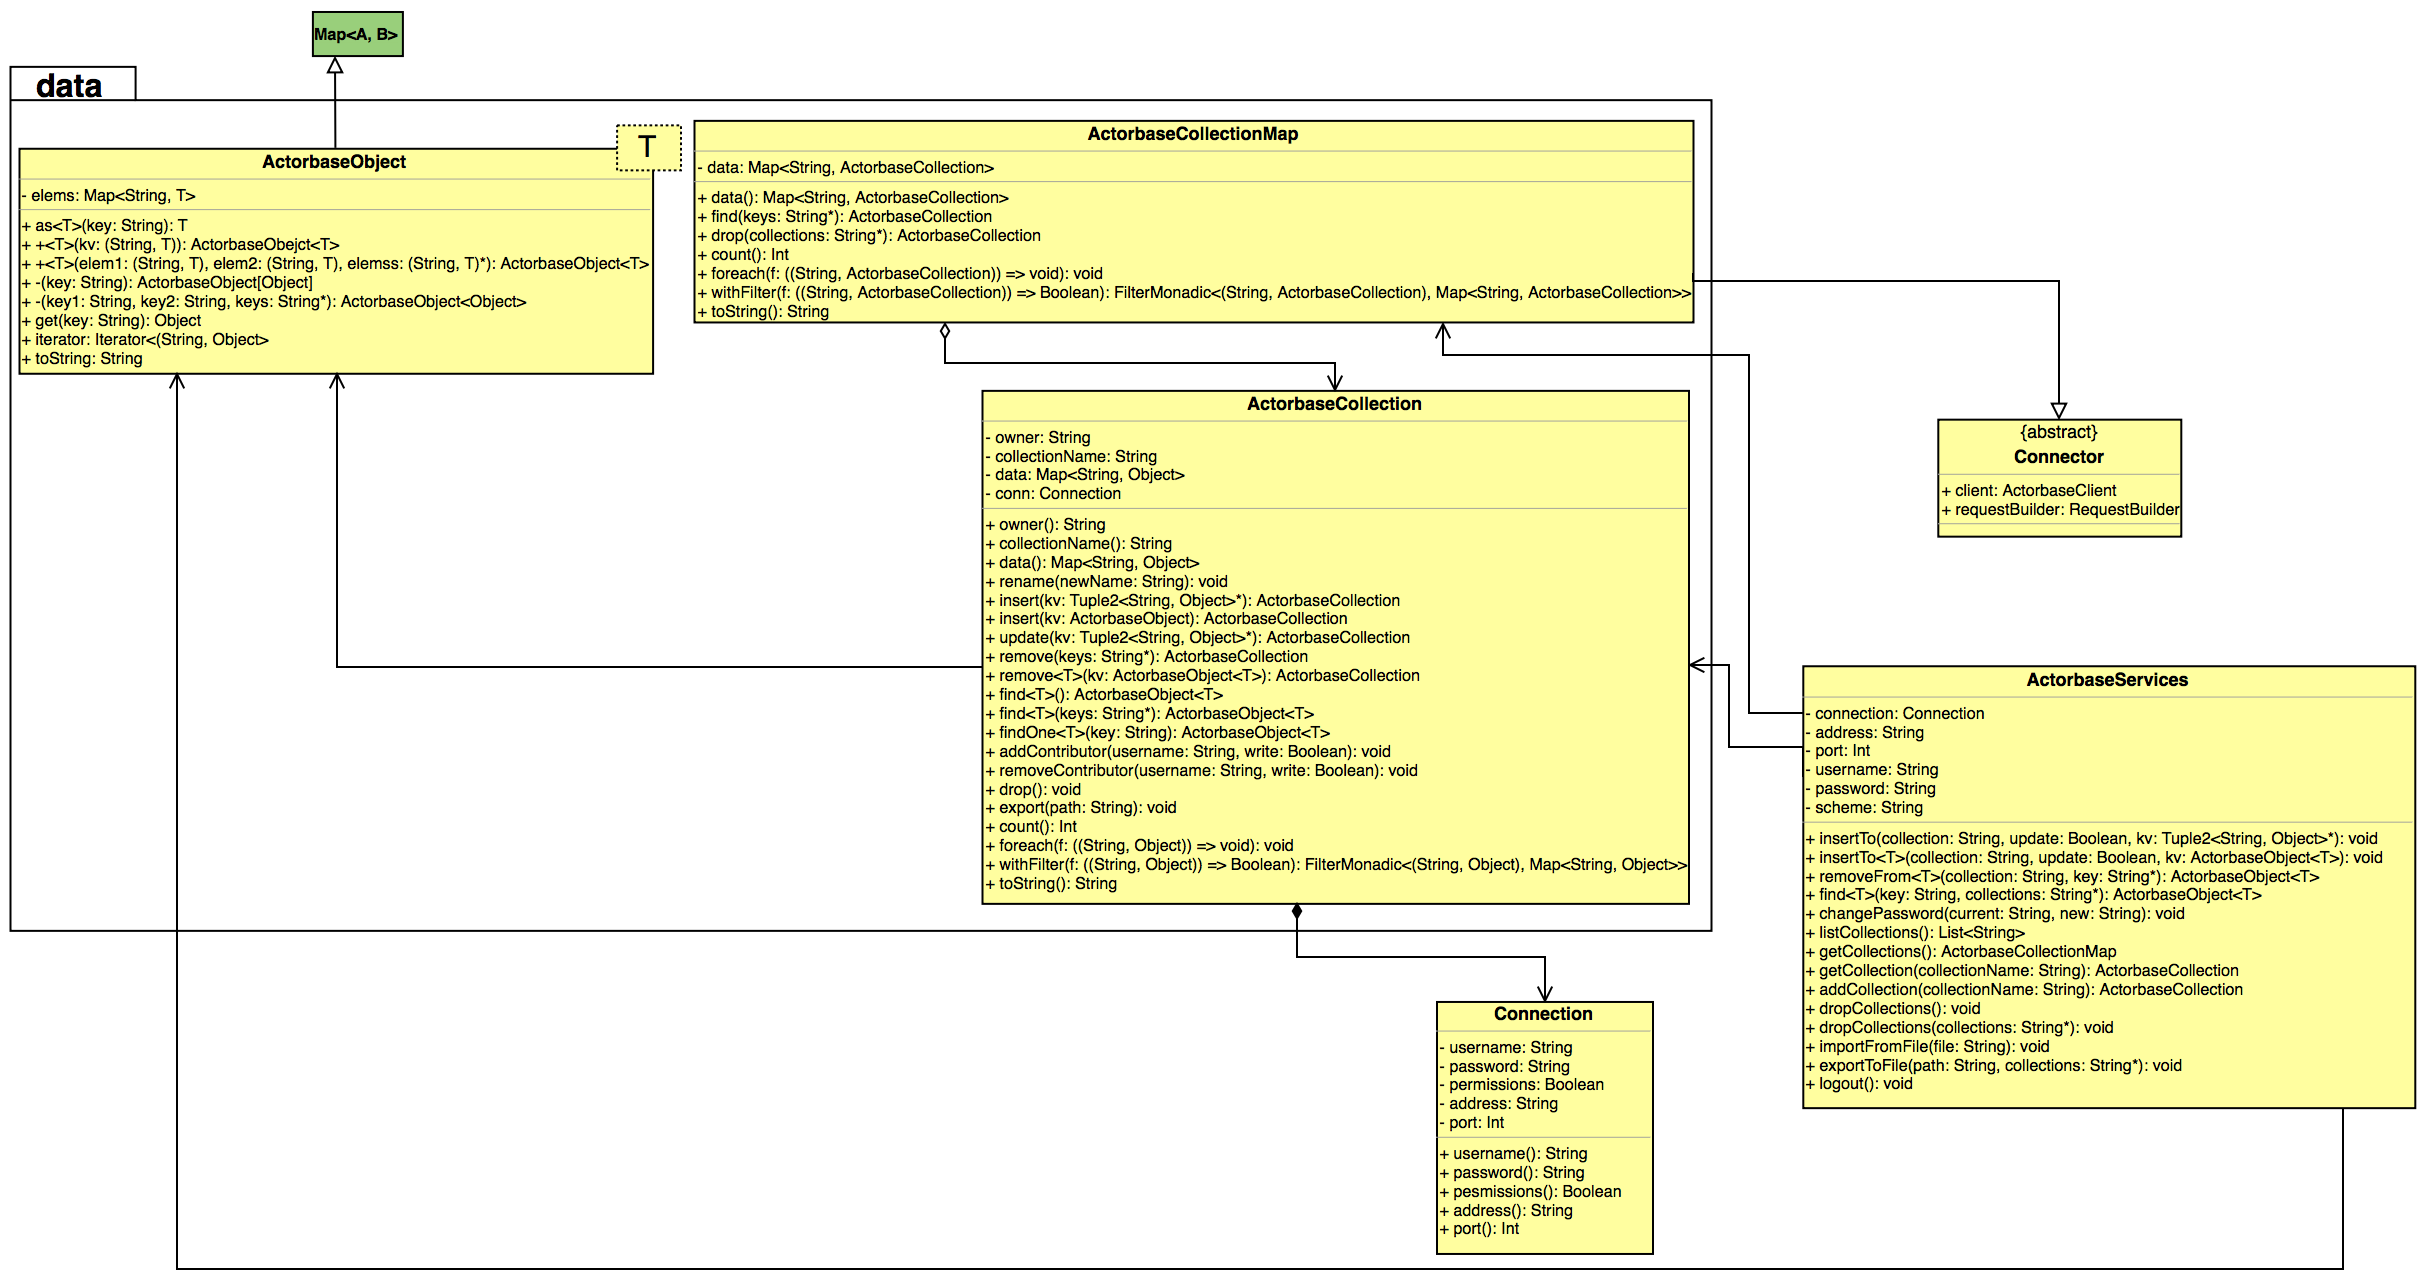 Map<A, B>
data
T
ActorbaseObject
- elems: Map<String, T>
+ as<T>(key: String): T
+ +<T>(kv: (String, T)): ActorbaseObejct<T>
+ +<T>(elem1: (String, T), elem2: (String, T), elemss: (String, T)*): ActorbaseObject<T>
+ -(key: String): ActorbaseObject[Object]
+ -(key1: String, key2: String, keys: String*): ActorbaseObject<Object>
+ get(key: String): Object
+ iterator: Iterator<(String, Object>
+ toString: String
ActorbaseCollectionMap
- data: Map<String, ActorbaseCollection>
+ data(): Map<String, ActorbaseCollection>
+ find(keys: String*): ActorbaseCollection
+ drop(collections: String*): ActorbaseCollection
+ count(): Int
+ foreach(f: ((String, ActorbaseCollection)) => void): void
+ withFilter(f: ((String, ActorbaseCollection)) => Boolean): FilterMonadic<(String, ActorbaseCollection), Map<String, ActorbaseCollection>>
+ toString(): String
ActorbaseCollection
- owner: String
- collectionName: String
- data: Map<String, Object>
- conn: Connection
+ owner(): String
+ collectionName(): String
+ data(): Map<String, Object>
+ rename(newName: String): void
+ insert(kv: Tuple2<String, Object>*): ActorbaseCollection
+ insert(kv: ActorbaseObject): ActorbaseCollection
+ update(kv: Tuple2<String, Object>*): ActorbaseCollection
+ remove(keys: String*): ActorbaseCollection
+ remove<T>(kv: ActorbaseObject<T>): ActorbaseCollection
+ find<T>(): ActorbaseObject<T>
+ find<T>(keys: String*): ActorbaseObject<T>
+ findOne<T>(key: String): ActorbaseObject<T>
+ addContributor(username: String, write: Boolean): void
+ removeContributor(username: String, write: Boolean): void
+ drop(): void
+ export(path: String): void
+ count(): Int
+ foreach(f: ((String, Object)) => void): void
+ withFilter(f: ((String, Object)) => Boolean): FilterMonadic<(String, Object), Map<String, Object>>
+ toString(): String
{abstract}
Connector
+ client: ActorbaseClient
+ requestBuilder: RequestBuilder
ActorbaseServices
- connection: Connection
- address: String
- port: Int
- username: String
- password: String
- scheme: String
+ insertTo(collection: String, update: Boolean, kv: Tuple2<String, Object>*): void
+ insertTo<T>(collection: String, update: Boolean, kv: ActorbaseObject<T>): void
+ removeFrom<T>(collection: String, key: String*): ActorbaseObject<T>
+ find<T>(key: String, collections: String*): ActorbaseObject<T>
+ changePassword(current: String, new: String): void
+ listCollections(): List<String>
+ getCollections(): ActorbaseCollectionMap
+ getCollection(collectionName: String): ActorbaseCollection
+ addCollection(collectionName: String): ActorbaseCollection
+ dropCollections(): void
+ dropCollections(collections: String*): void
+ importFromFile(file: String): void
+ exportToFile(path: String, collections: String*): void
+ logout(): void
Connection
- username: String
- password: String
- permissions: Boolean
- address: String
- port: Int
+ username(): String
+ password(): String
+ pesmissions(): Boolean
+ address(): String
+ port(): Int